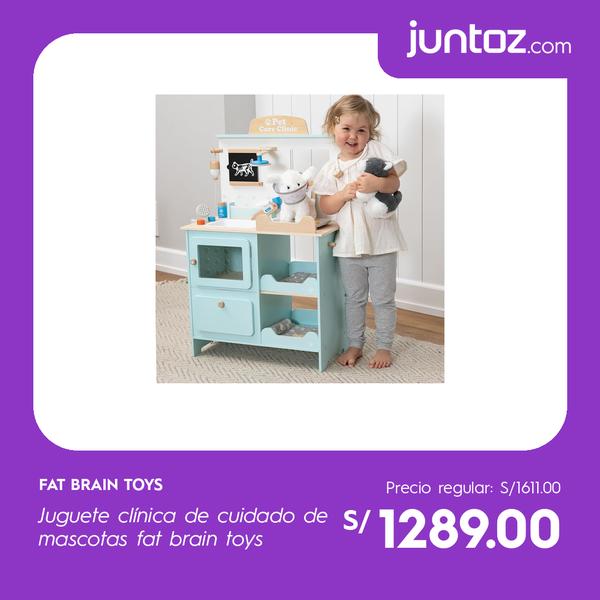 juntoz.com
Pet
Care Clinic
FAT BRAIN TOYS
Juguete clínica de cuidado de
mascotas fat brain toys
Precio regular: S/1611.00
S/1289.00